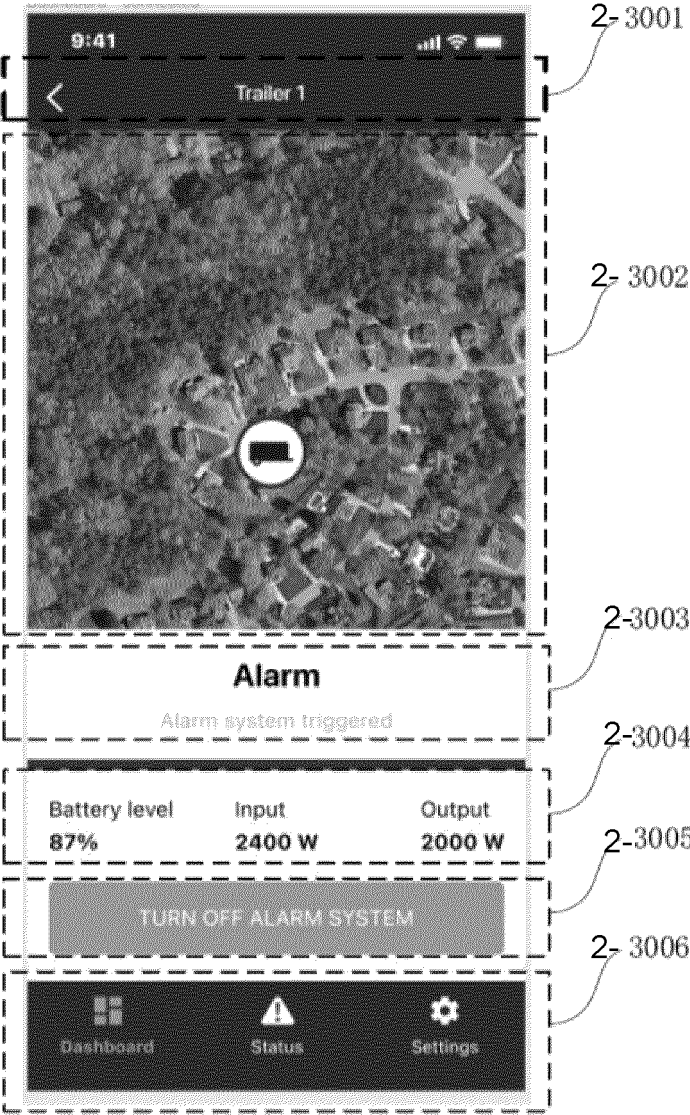 9:41
2-3001
Trailer 1
2-3002
2-3003
Alarm
Alarm system triggered
2-3004
Battery level Input Output
87% 2400 W 2000 W
2-3005
TURN OFF ALARM SYSTEM
2-3006
Dashboard Status Settings